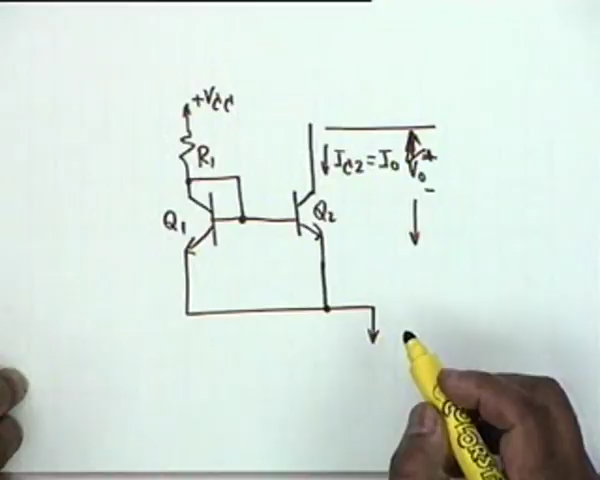 +VCC
R1
IC2 = I0
+
V0
-
Q1
Q2